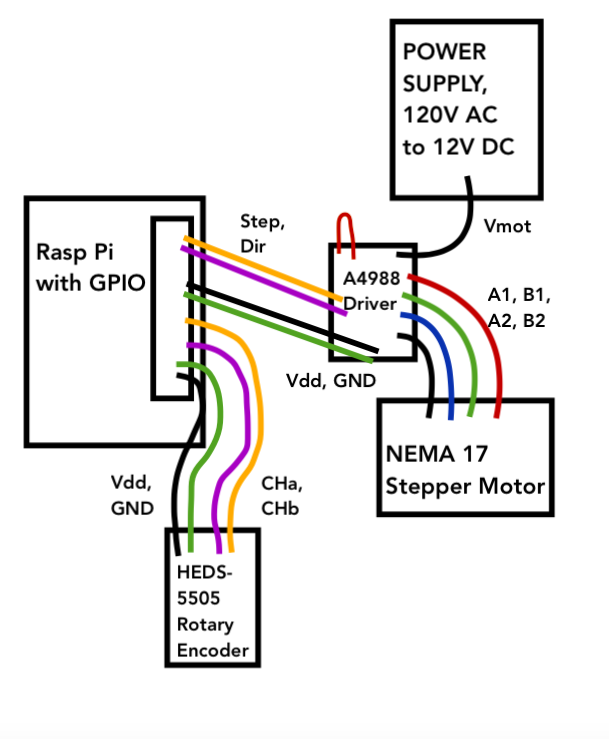 POWER
SUPPLY,
120V AC
to 12V DC
Vmot
Step,
Dir
Rasp Pi
with GPIO
A4988
Driver
A1, B1,
A2, B2
Vdd, GND
NEMA 17
Stepper Motor
Vdd,
GND
CHa,
CHb
HEDS-
5505
Rotary
Encoder